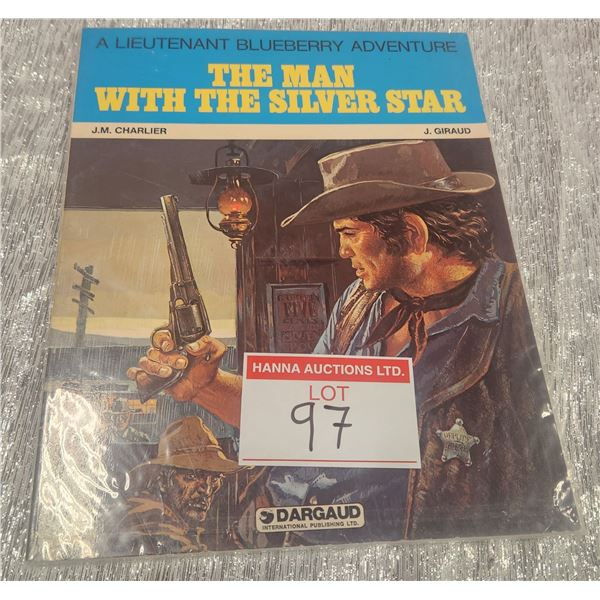 A LIEUTENANT BLUEBERRY ADVENTURE
THE MAN
WITH THE SILVER STAR
J.M. CHARLIER J. GIRAUD
HANNA AUCTIONS LTD.
LOT
97
DARGAUD
INTERNATIONAL PUBLISHING LTD.